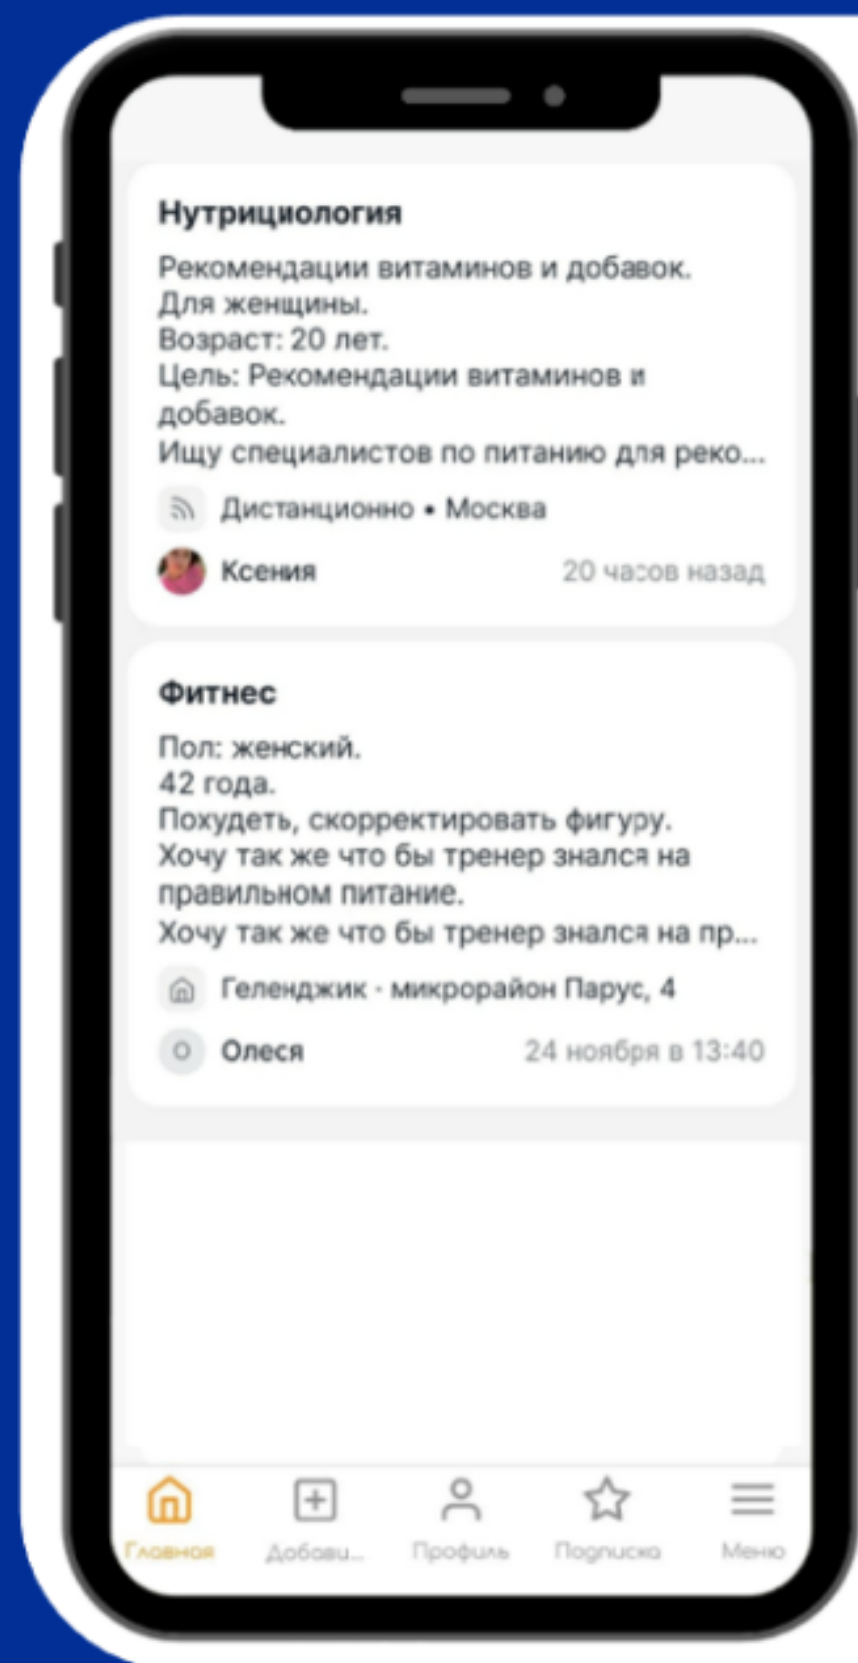 Нутрициология
Рекомендации витаминов и добавок.
Для женщины.
Возраст: 20 лет.
Цель: Рекомендации витаминов и
добавок.
Ищу специалистов по питанию для реко...
Дистанционно • Москва
Ксения
20 часов назад
Фитнес
Пол: женский.
42 года.
Похудеть, скорректировать фигуру.
Хочу так же что бы тренер знался на
правильном питание.
Хочу так же что бы тренер знался на пр...
Геленджик · микрорайон Парус, 4
О Олеся
24 ноября в 13:40
Главная
Добави...
Профиль
Подписка
Меню